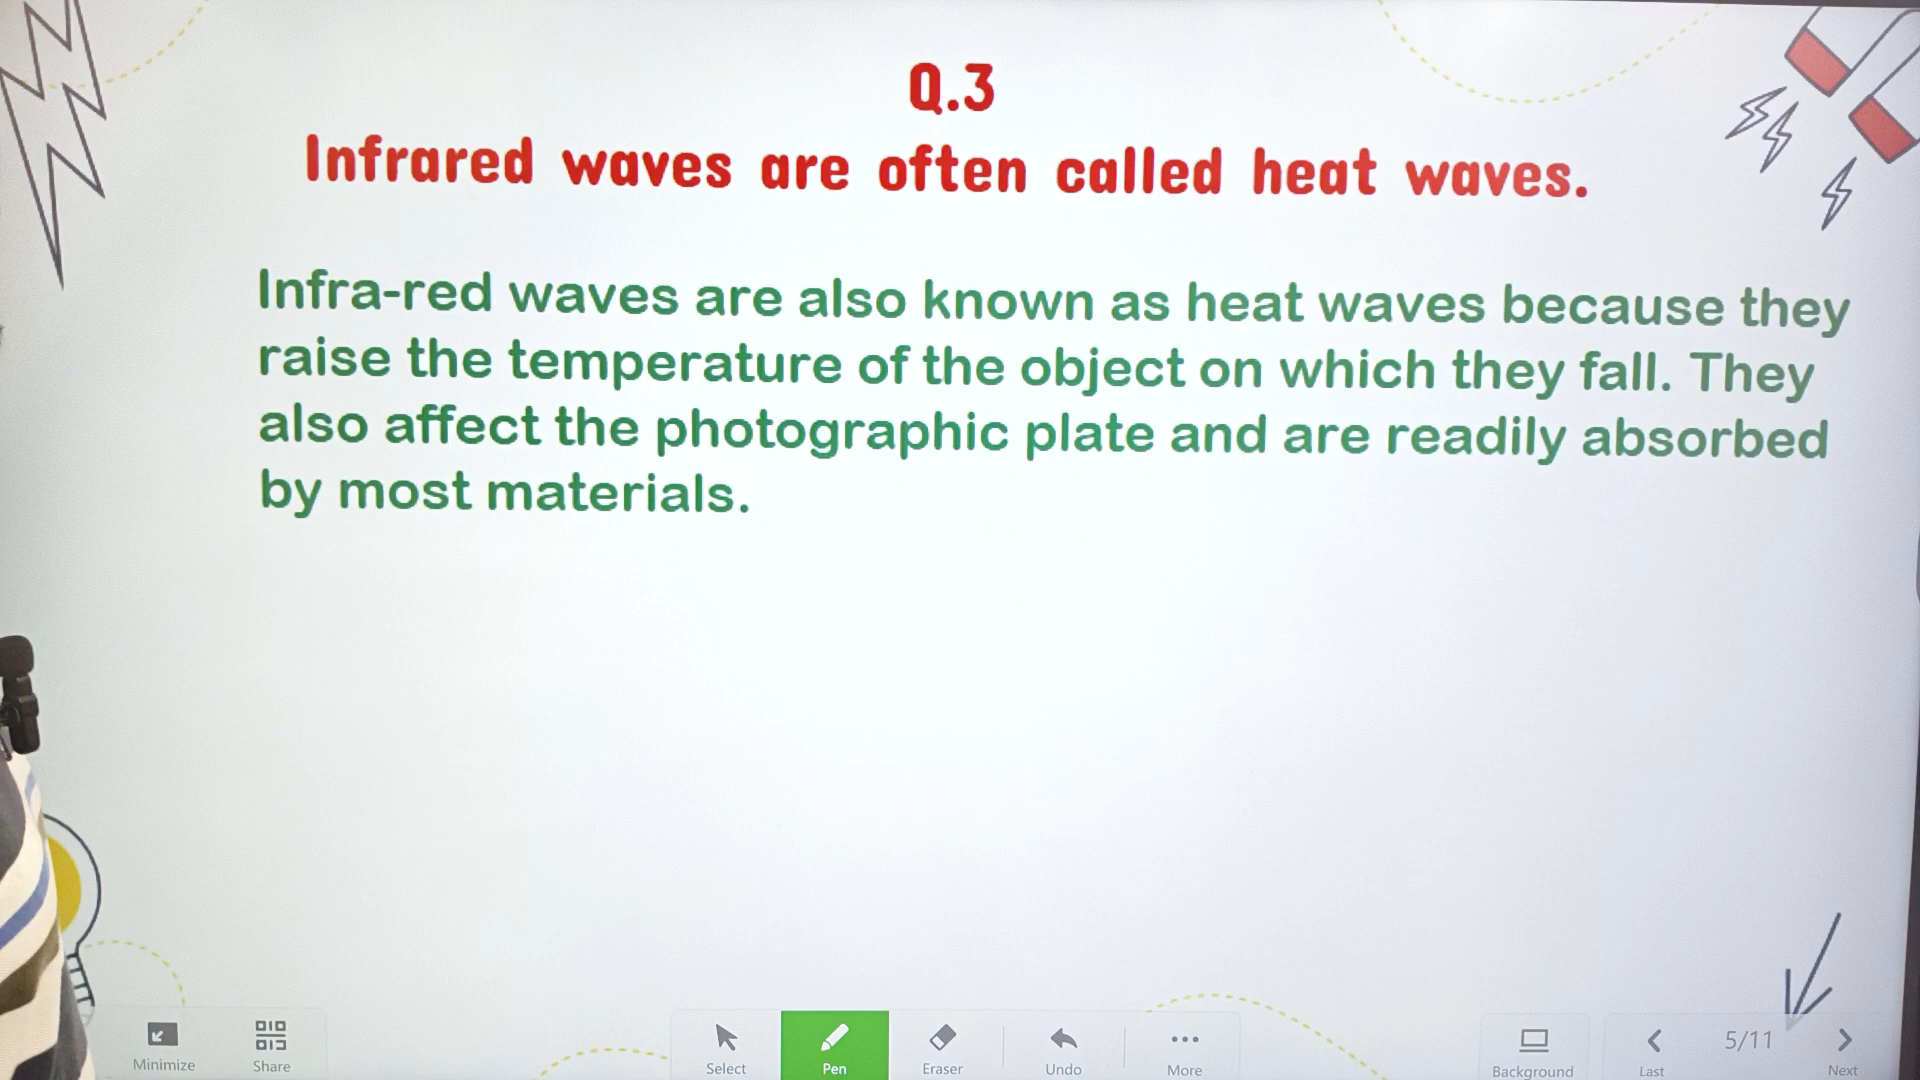 Q.3
Infrared waves are often called heat waves.
Infra-red waves are also known as heat waves because they
raise the temperature of the object on which they fall. They
also affect the photographic plate and are readily absorbed
by most materials.
Minimize
Share
Select
Pen
Eraser
Undo
More
Background
Last
5/11
Next